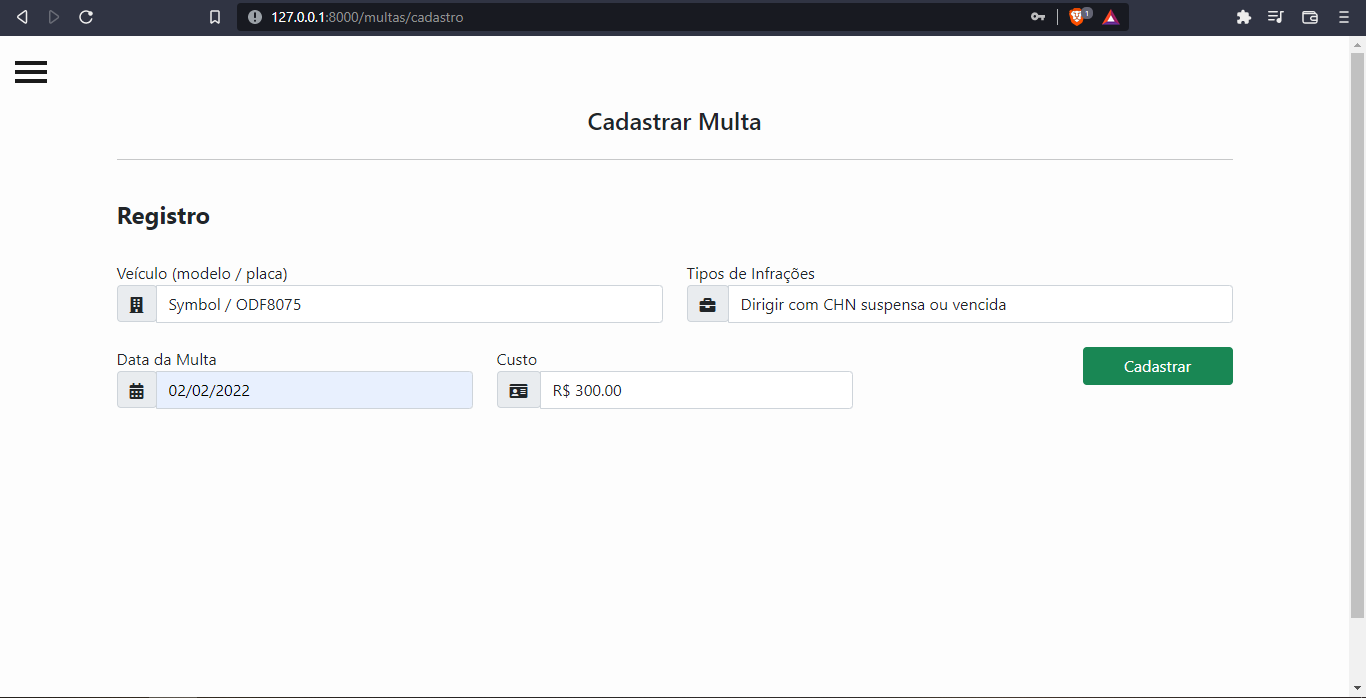 127.0.0.1:8000/multas/cadastro
1
Cadastrar Multa
Registro
Veículo (modelo / placa)
Tipos de Infrações
Symbol / ODF8075
Dirigir com CHN suspensa ou vencida
Data da Multa
Custo
Cadastrar
02/02/2022
R$ 300.00